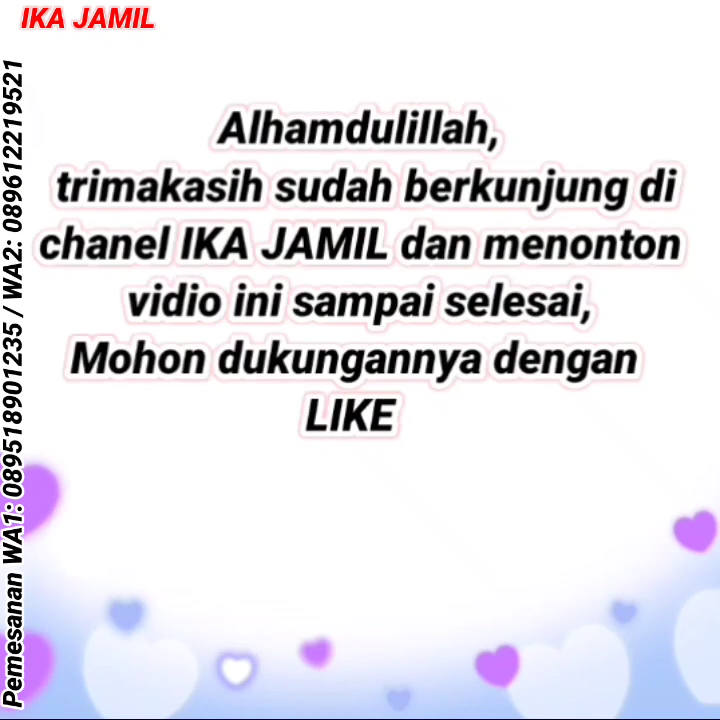 IKA JAMIL
Pemesanan WA1: 089518901235 / WA2: 089612219521
Alhamdulillah,
trimakasih sudah berkunjung di
chanel IKA JAMIL dan menonton
vidio ini sampai selesai,
Mohon dukungannya dengan
LIKE